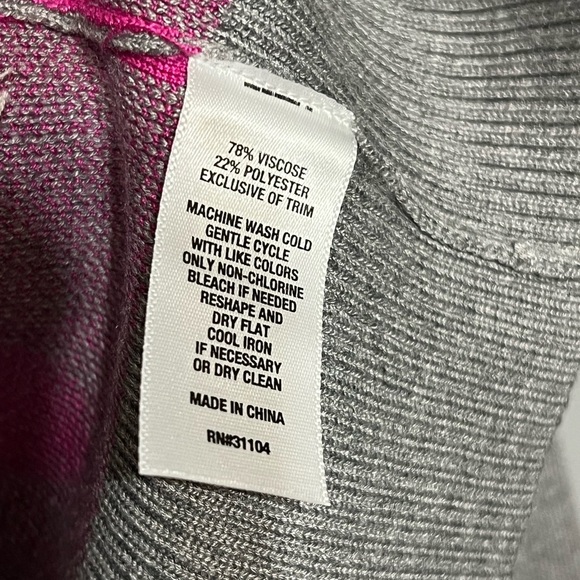 78% VISCOSE
22% POLYESTER
EXCLUSIVE OF TRIM
MACHINE WASH COLD
GENTLE CYCLE
WITH LIKE COLORS
ONLY NON-CHLORINE
BLEACH IF NEEDED
RESHAPE AND
DRY FLAT
COOL IRON
IF NECESSARY
OR DRY CLEAN
MADE IN CHINA
RN#31104